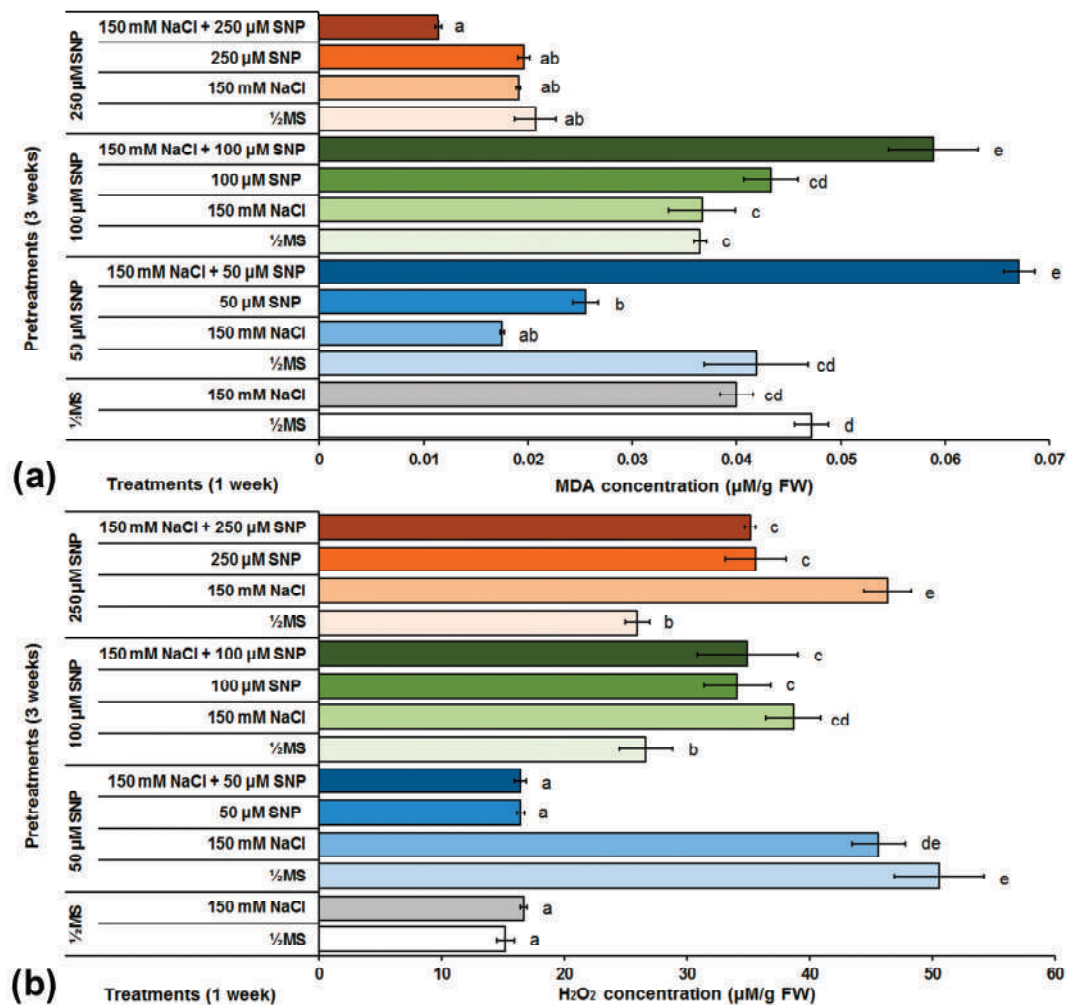 Pretreatments (3 weeks)
250 µM SNP
150 mM NaCl + 250 µM SNP
a
250 µM SNP
ab
150 mM NaCl
ab
½MS
ab
100 µM SNP
150 mM NaCl + 100 µM SNP
e
100 µM SNP
cd
150 mM NaCl
c
½MS
c
50 µM SNP
150 mM NaCl + 50 µM SNP
e
50 µM SNP
b
150 mM NaCl
ab
½MS
cd
½MS
150 mM NaCl
cd
½MS
d
0 0.01 0.02 0.03 0.04 0.05 0.06 0.07
(a)
Treatments (1 week)
MDA concentration (µM/g FW)
Pretreatments (3 weeks)
250 µM SNP
150 mM NaCl + 250 µM SNP
c
250 µM SNP
c
150 mM NaCl
e
½MS
b
100 µM SNP
150 mM NaCl + 100 µM SNP
c
100 µM SNP
c
150 mM NaCl
cd
½MS
b
50 µM SNP
150 mM NaCl + 50 µM SNP
a
50 µM SNP
a
150 mM NaCl
de
½MS
e
½MS
150 mM NaCl
a
½MS
a
0 20 30 40 50 60
(b)
Treatments (1 week)
H₂O₂ concentration (µM/g FW)